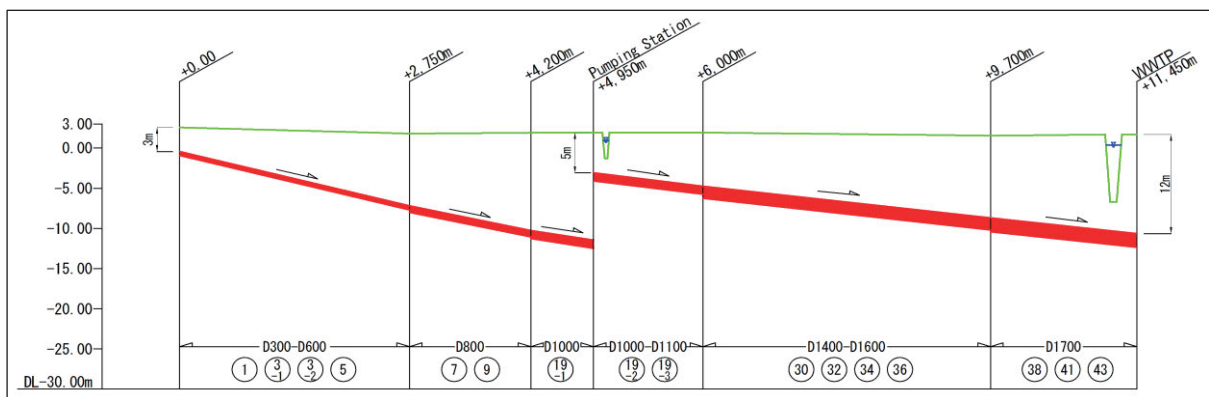 +0.00
+2,750m
+4,200m
Pumping Station
+4,950m
+6,000m
+9,700m
WWTP
+11,450m
3.00
0.00
-5.00
-10.00
-15.00
-20.00
-25.00
DL-30.00m
3m
5m
12m
D300-D600
D800
D1000
D1000-D1100
D1400-D1600
D1700
1 3-1 3-2 5
7 9
19-1
19-2 19-3
30 32 34 36
38 41 43